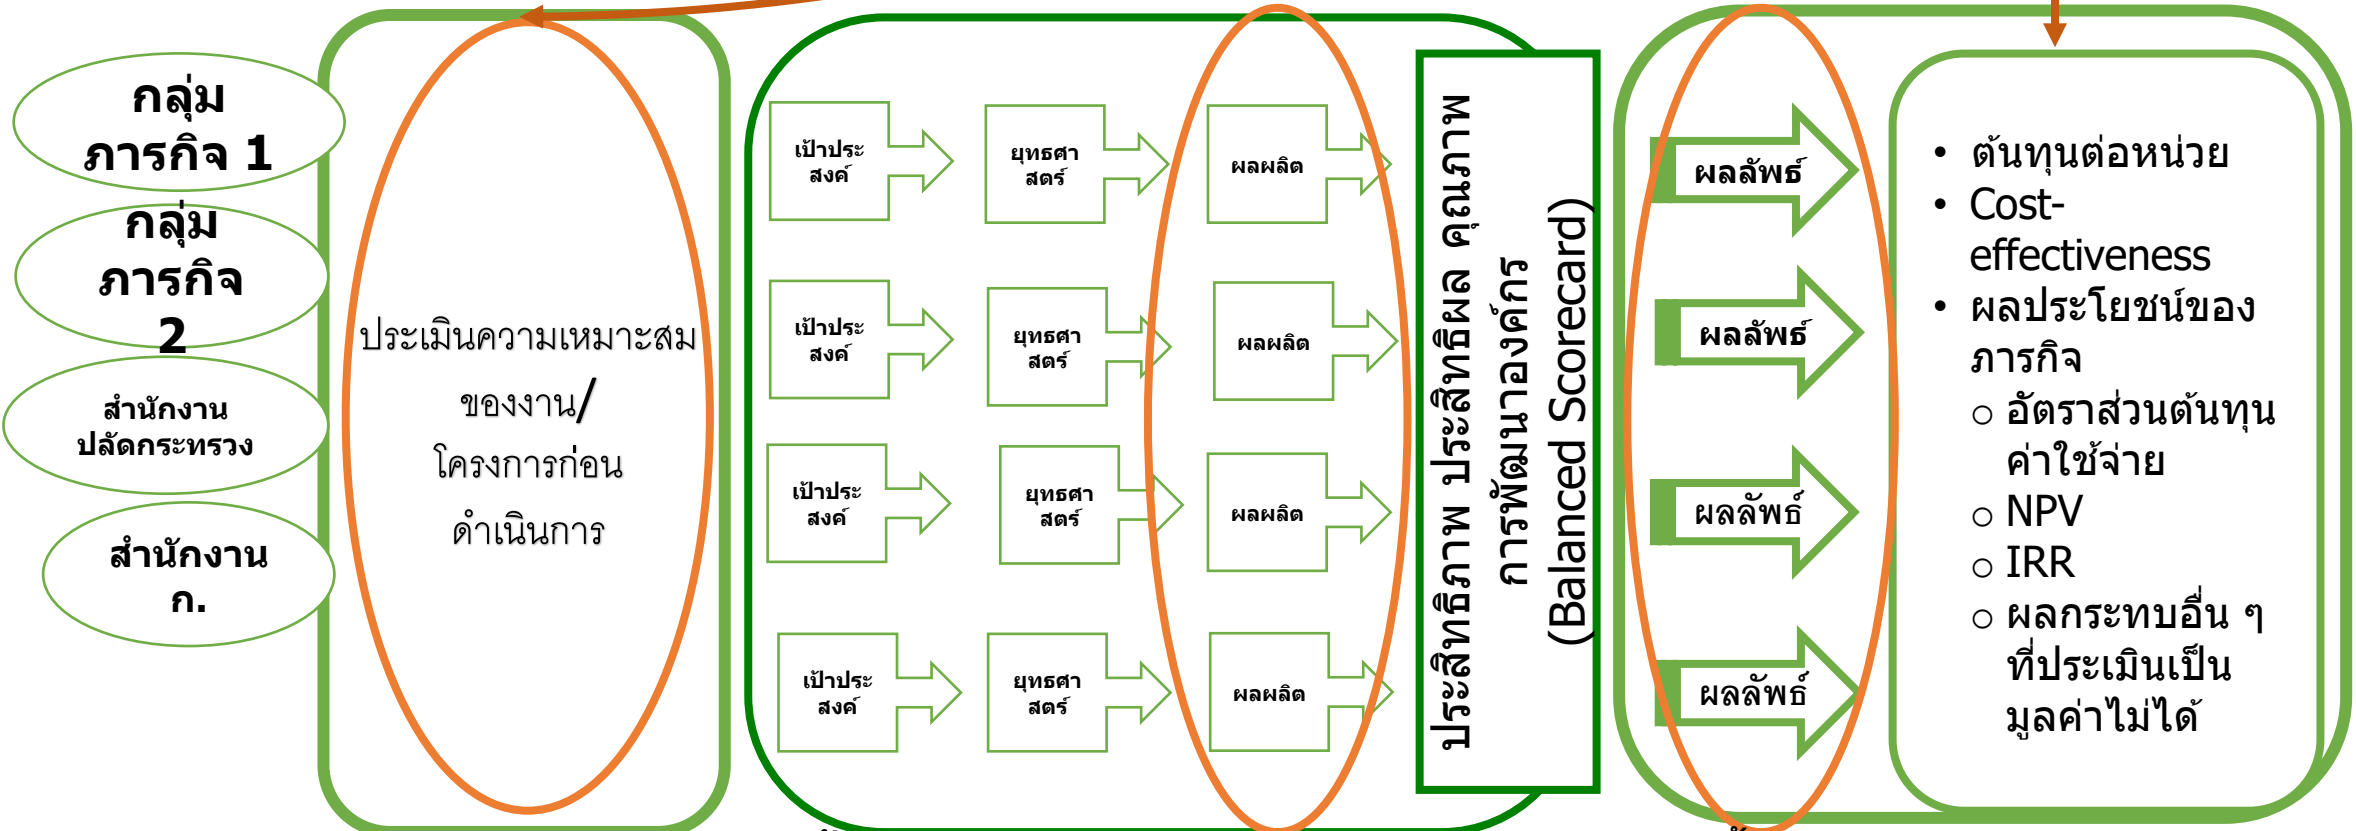 กลุ่ม
ภารกิจ 1
กลุ่ม
ภารกิจ
2
สำนักงาน
ปลัดกระทรวง
สำนักงาน
ก.
ประเมินความเหมาะสม
ของงาน/
โครงการก่อน
ดำเนินการ
เป้าประ
สงค์
ยุทธศา
สตร์
ผลผลิต
เป้าประ
สงค์
ยุทธศา
สตร์
ผลผลิต
เป้าประ
สงค์
ยุทธศา
สตร์
ผลผลิต
เป้าประ
สงค์
ยุทธศา
สตร์
ผลผลิต
ประสิทธิภาพ ประสิทธิผล คุณภาพ
การพัฒนาองค์กร
(Balanced Scorecard)
ผลลัพธ์
ผลลัพธ์
ผลลัพธ์
ผลลัพธ์
• ต้นทุนต่อหน่วย
• Cost-
effectiveness
• ผลประโยชน์ของ
ภารกิจ
o อัตราส่วนต้นทุน
ค่าใช้จ่าย
o NPV
o IRR
o ผลกระทบอื่น ๆ
ที่ประเมินเป็น
มูลค่าไม่ได้